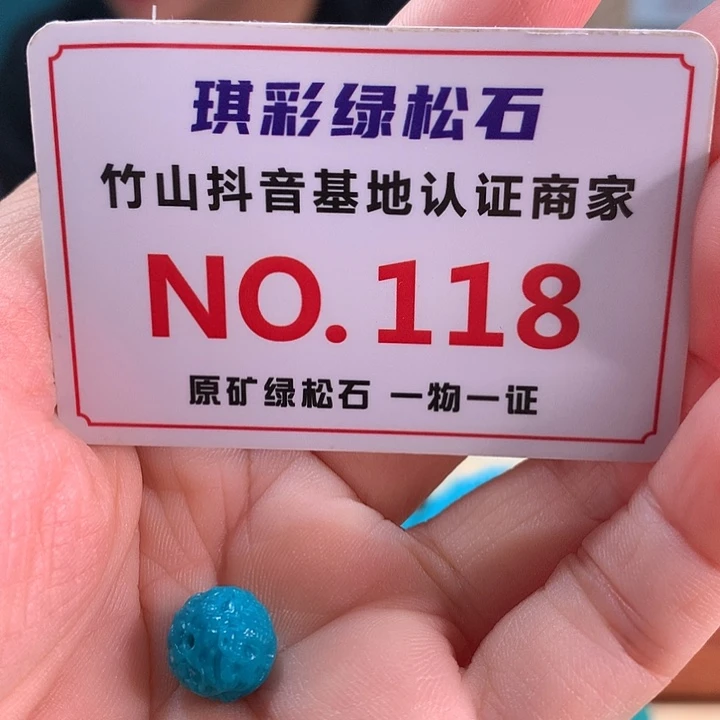 琪彩绿松石
竹山抖音基地认证商家
NO.118
原矿绿松石 一物一证